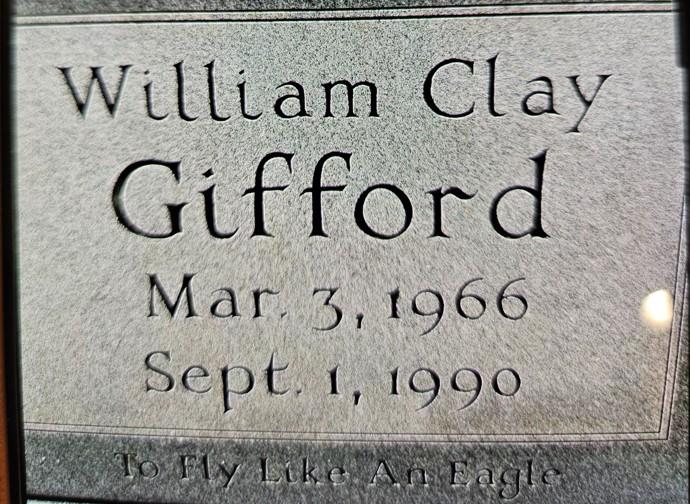 William Clay
Gifford
Mar. 3, 1966
Sept. 1, 1990
To Fly Like An Eagle